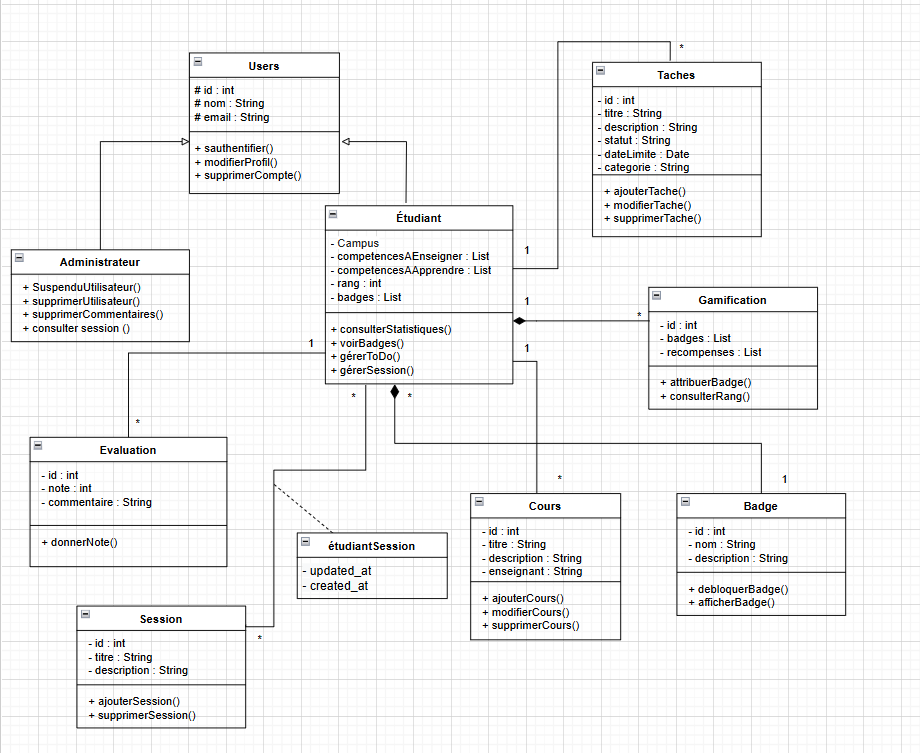 Users
# id : int
# nom : String
# email : String
+ sauthentifier()
+ modifierProfil()
+ supprimerCompte()
*
Taches
- id : int
- titre : String
- description : String
- statut : String
- dateLimite : Date
- categorie : String
+ ajouterTache()
+ modifierTache()
+ supprimerTache()
Étudiant
- Campus
- competencesAEnseigner : List
- competencesAApprendre : List
- rang : int
- badges : List
+ consulterStatistiques()
+ voirBadges()
+ gérerToDo()
+ gérerSession()
1
1
*
1
1
*
*
Administrateur
+ SuspenduUtilisateur()
+ supprimerUtilisateur()
+ supprimerCommentaires()
+ consulter session ()
Gamification
- id : int
- badges : List
- recompenses : List
+ attribuerBadge()
+ consulterRang()
*
Evaluation
- id : int
- note : int
- commentaire : String
+ donnerNote()
*
Cours
- id : int
- titre : String
- description : String
- enseignant : String
+ ajouterCours()
+ modifierCours()
+ supprimerCours()
1
Badge
- id : int
- nom : String
- description : String
+ debloquerBadge()
+ afficherBadge()
étudiantSession
- updated_at
- created_at
*
Session
- id : int
- titre : String
- description : String
+ ajouterSession()
+ supprimerSession()